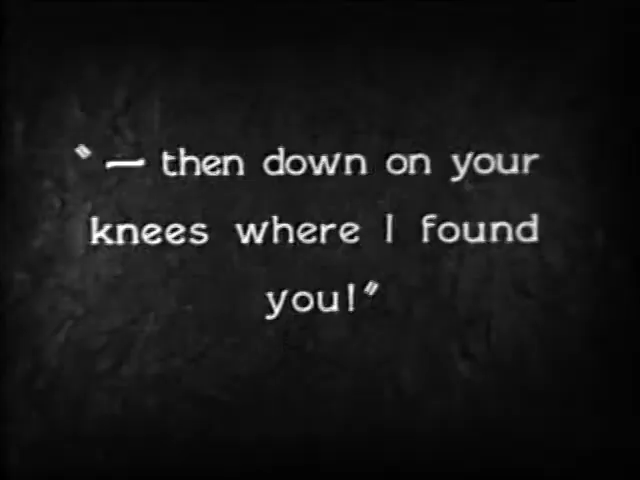 "— then down on your
knees where I found
you!"